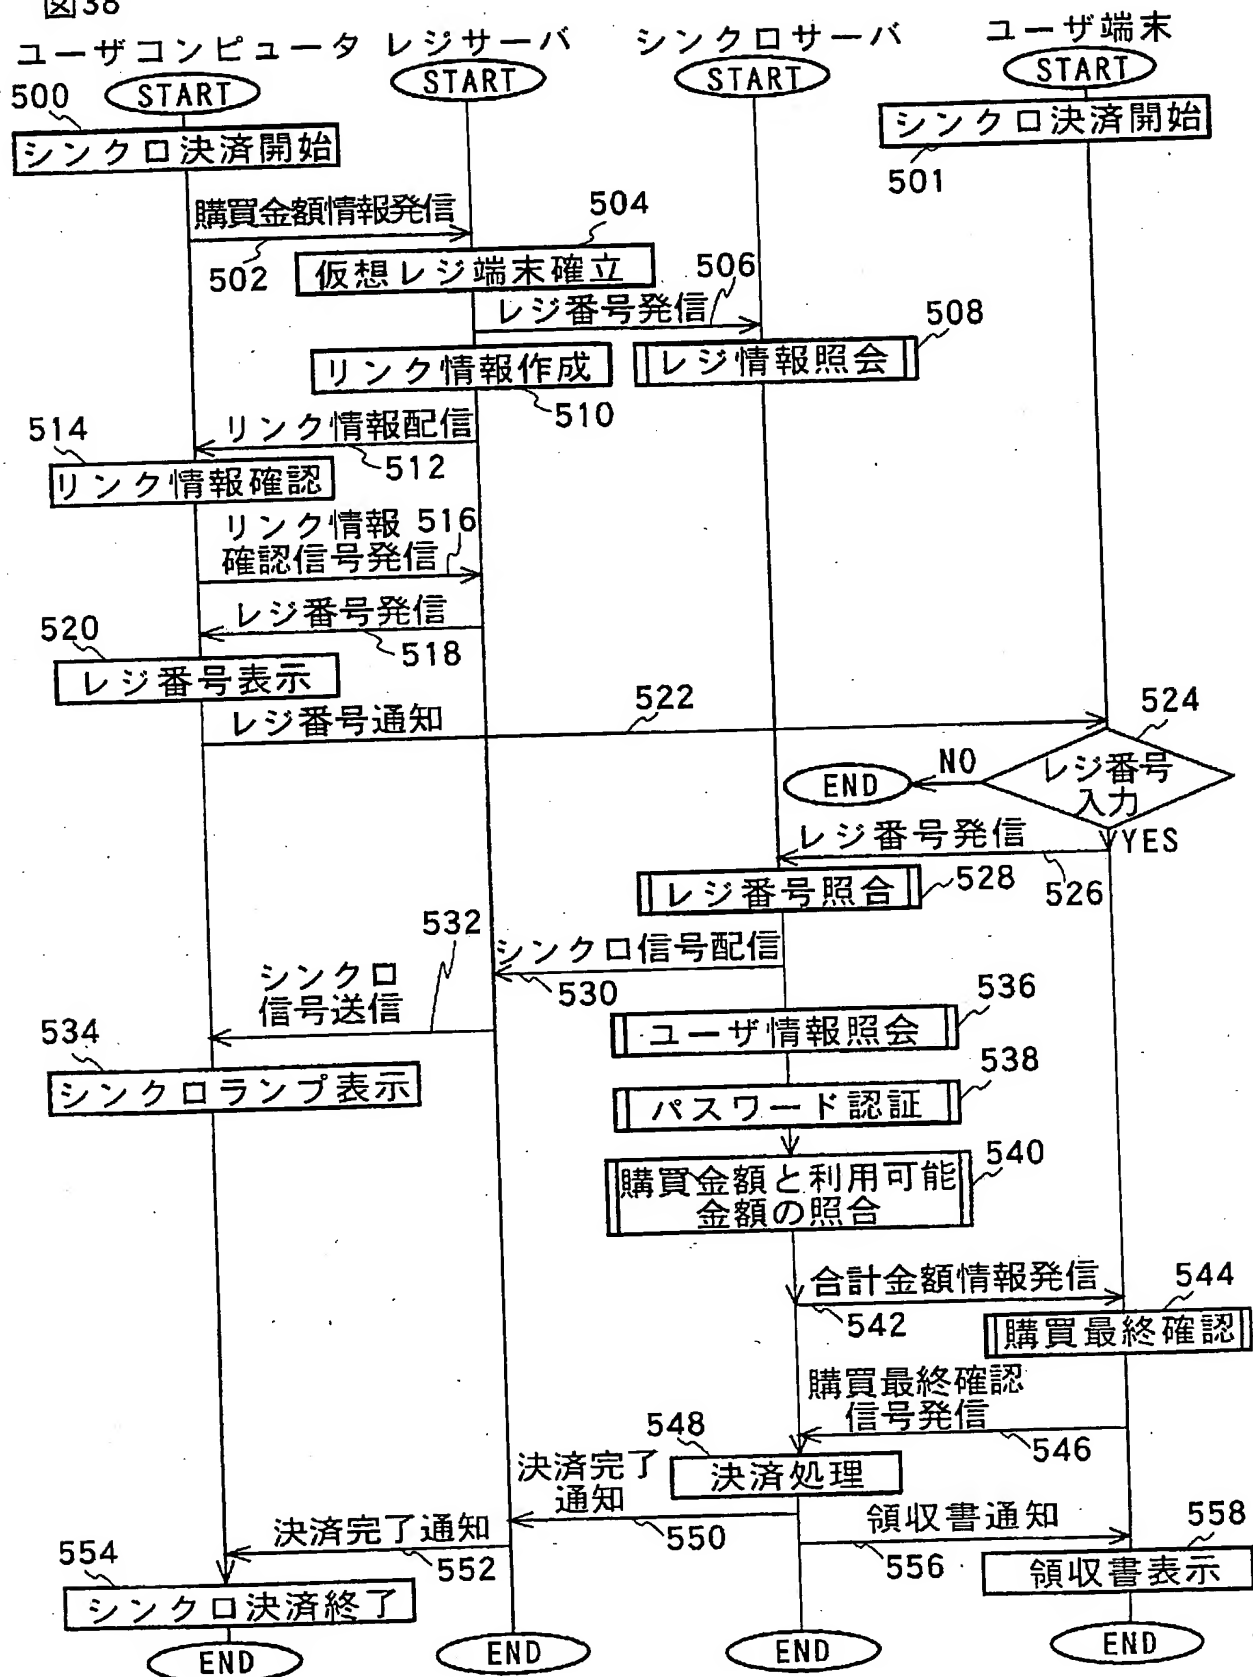 図38
ユーザコンピュータ
レジサーバ
シンクロサーバ
ユーザ端末
START
START
START
START
500
シンクロ決済開始
シンクロ決済開始
501
購買金額情報発信
502
504
仮想レジ端末確立
506
レジ番号発信
508
リンク情報作成
レジ情報照会
510
514
リンク情報配信
512
リンク情報確認
リンク情報
516
確認信号発信
520
レジ番号発信
518
レジ番号表示
レジ番号通知
522
524
レジ番号
入力
NO
END
YES
レジ番号発信
526
レジ番号照合
528
532
シンクロ信号配信
530
シンクロ
信号送信
534
シンクロランプ表示
536
ユーザ情報照会
538
パスワード認証
540
購買金額と利用可能
金額の照合
合計金額情報発信
542
544
購買最終確認
購買最終確認
信号発信
546
548
決済処理
決済完了
通知
550
決済完了通知
552
領収書通知
556
558
領収書表示
554
シンクロ決済終了
END
END
END
END